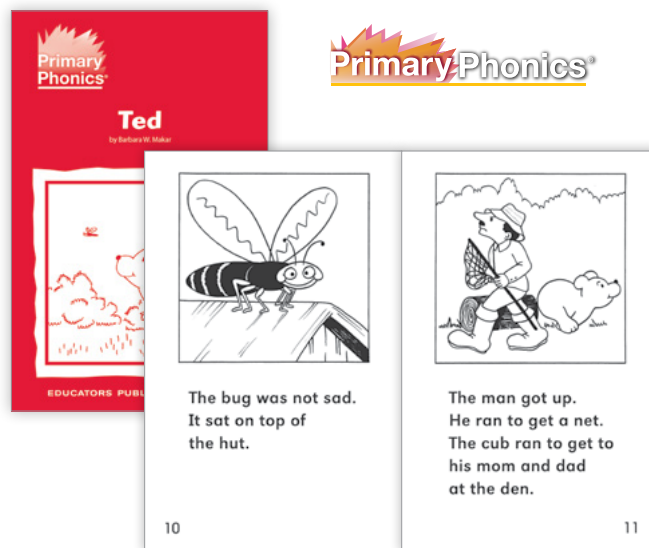 Primary
Phonics®
Ted
by Barbara W. Makar
EDUCATORS
Primary Phonics®
The bug was not sad.
It sat on top of
the hut.
10
The man got up.
He ran to get a net.
The cub ran to get to
his mom and dad
at the den.
11